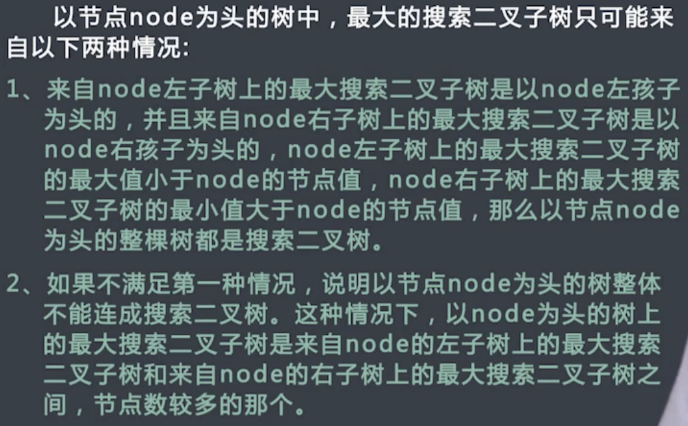 以节点node为头的树中，最大的搜索二叉子树只可能来
自以下两种情况:
1、来自node左子树上的最大搜索二叉子树是以node左孩子
为头的，并且来自node右子树上的最大搜索二叉子树是以
node右孩子为头的，node左子树上的最大搜索二叉子树
的最大值小于node的节点值，node右子树上的最大搜索
二叉子树的最小值大于node的节点值，那么以节点node
为头的整棵树都是搜索二叉树。
2、如果不满足第一种情况，说明以节点node为头的树整体
不能连成搜索二叉树。这种情况下，以node为头的树上
的最大搜索二叉子树是来自node的左子树上的最大搜索
二叉子树和来自node的右子树上的最大搜索二叉子树之
间，节点数较多的那个。